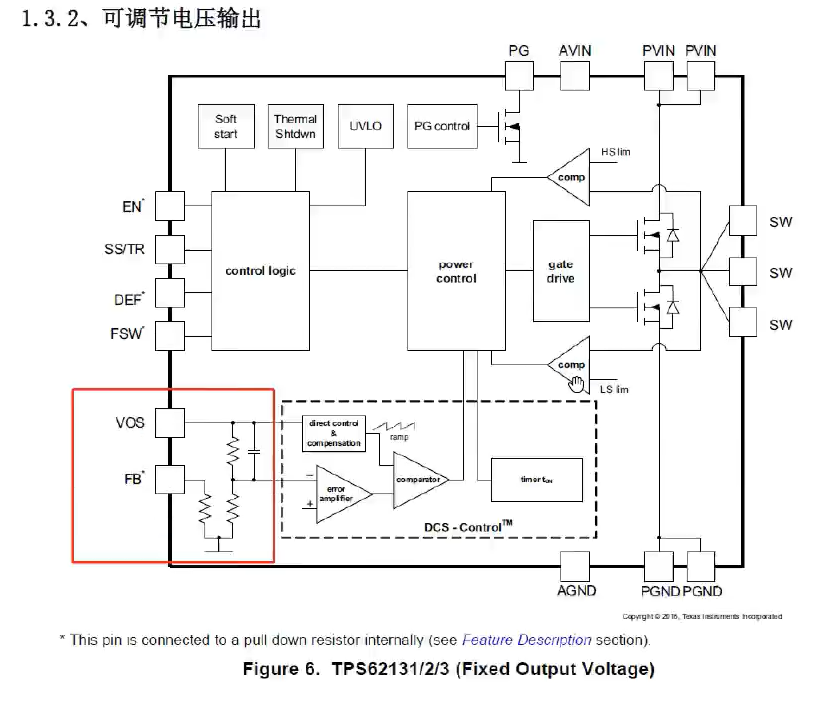 1.3.2、可调节电压输出
PG AVIN PVIN PVIN
Soft start
Thermal Shtdwn
UVLO
PG control
HS lim
comp
EN*
SS/TR
DEF*
FSW*
control logic
power control
gate drive
SW
SW
SW
comp
LS lim
VOS
FB*
direct control & compensation
ramp
error amplifier
comparator
timer tON
DCS - Control™
AGND PGND PGND
Copyright © 2016, Texas Instruments Incorporated
* This pin is connected to a pull down resistor internally (see Feature Description section).
Figure 6. TPS62131/2/3 (Fixed Output Voltage)